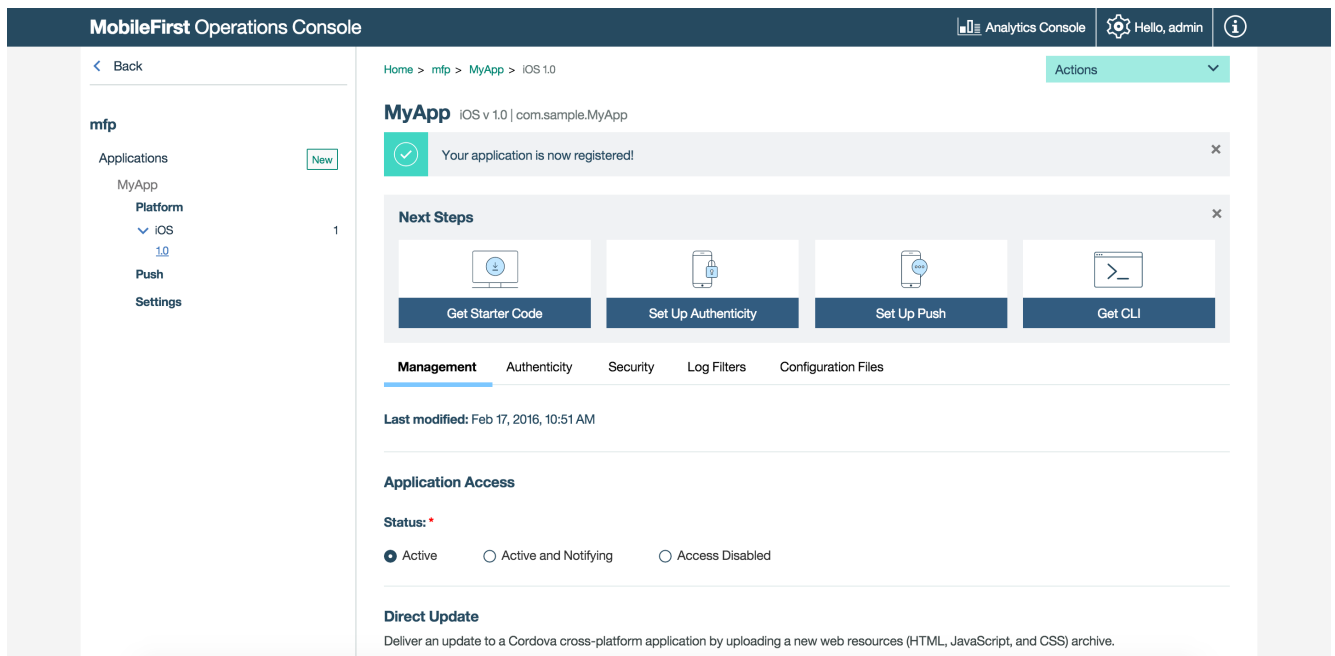 MobileFirst Operations Console
Analytics Console
Hello, admin
Back
mfp
Applications
New
MyApp
Platform
iOS 1
1.0
Push
Settings
Home > mfp > MyApp > iOS 1.0
Actions
MyApp iOS v 1.0 | com.sample.MyApp
Your application is now registered!
Next Steps
Get Starter Code
Set Up Authenticity
Set Up Push
Get CLI
Management Authenticity Security Log Filters Configuration Files
Last modified: Feb 17, 2016, 10:51 AM
Application Access
Status: *
Active Active and Notifying Access Disabled
Direct Update
Deliver an update to a Cordova cross-platform application by uploading a new web resources (HTML, JavaScript, and CSS) archive.